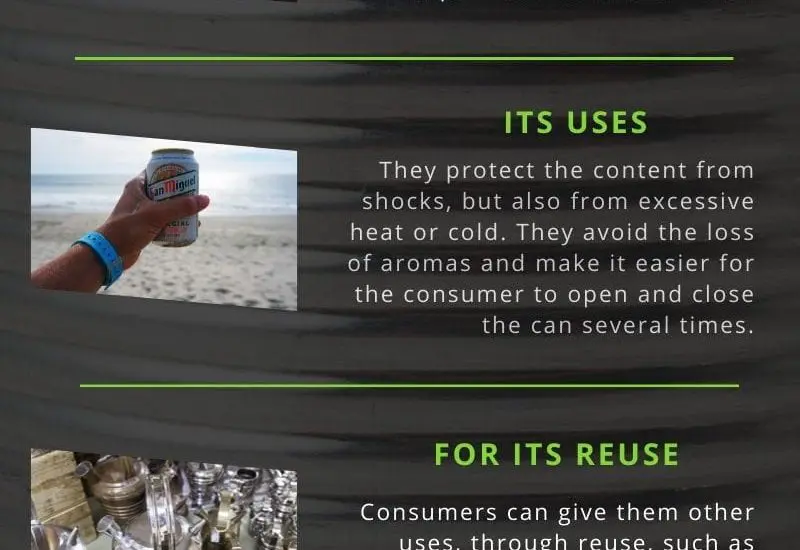 ITS USES
San Miguel
They protect the content from
shocks, but also from excessive
heat or cold. They avoid the loss
of aromas and make it easier for
the consumer to open and close
the can several times.
FOR ITS REUSE
Consumers can give them other
uses, through reuse, such as